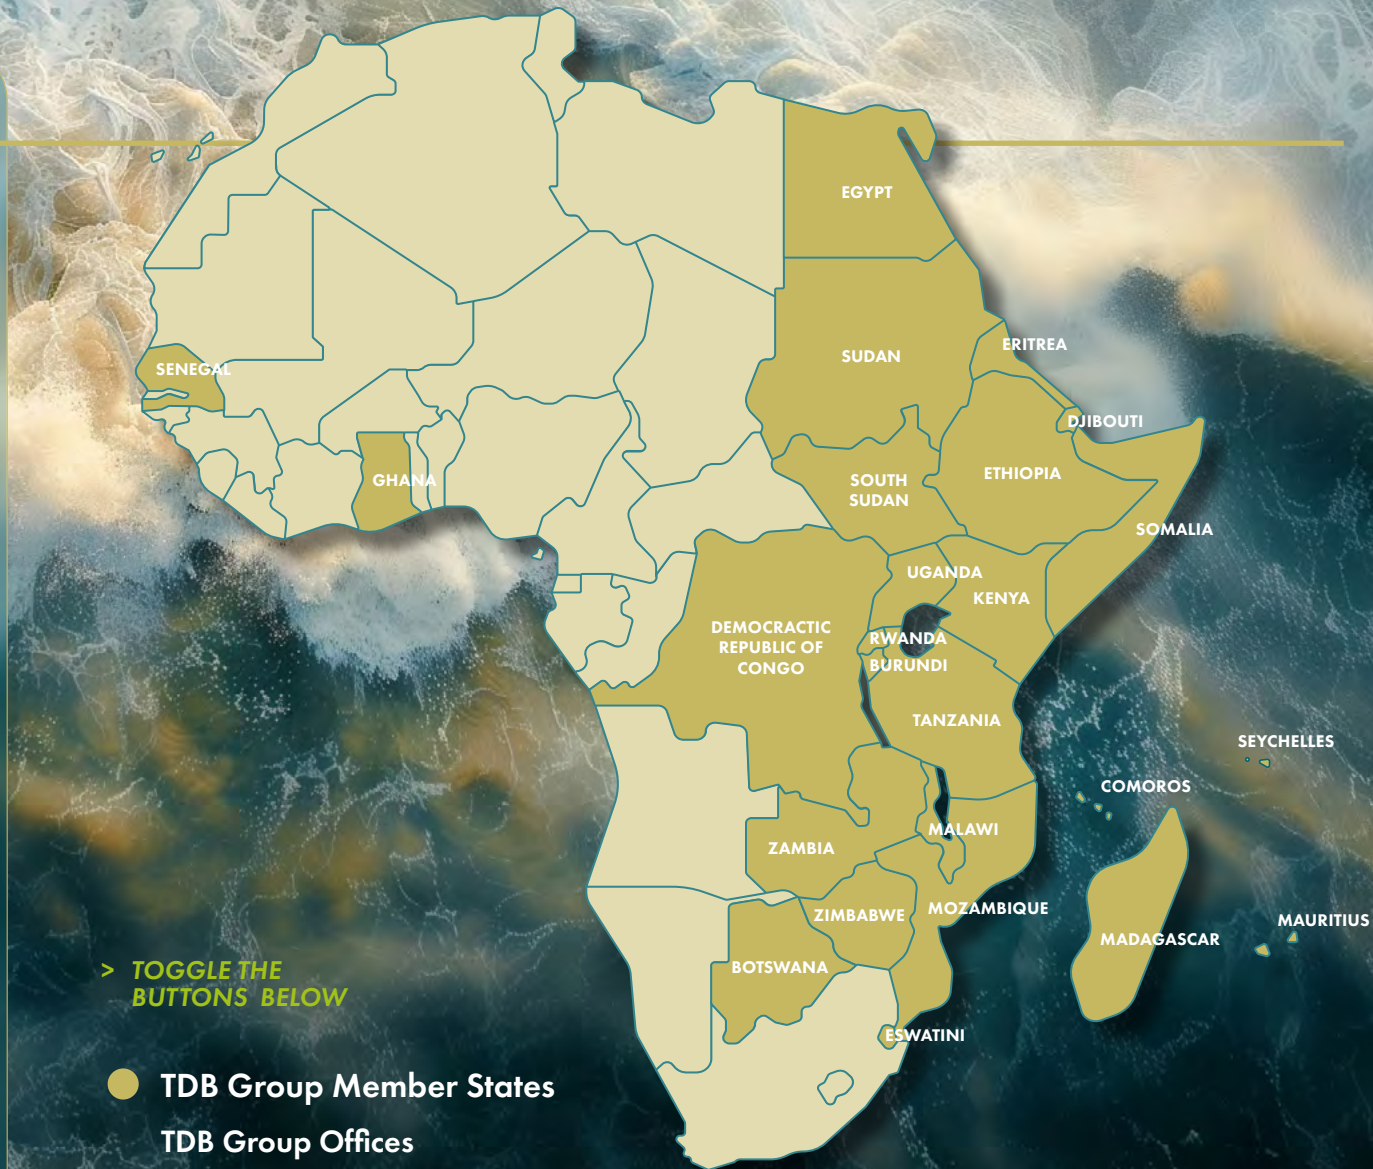 EGYPT
SUDAN
ERITREA
SENEGAL
DJIBOUTI
GHANA
SOUTH
SUDAN
ETHIOPIA
SOMALIA
UGANDA
KENYA
DEMOCRACTIC
REPUBLIC OF
CONGO
RWANDA
BURUNDI
TANZANIA
SEYCHELLES
COMOROS
MALAWI
ZAMBIA
MOZAMBIQUE
ZIMBABWE
MAURITIUS
MADAGASCAR
BOTSWANA
ESWATINI
> TOGGLE THE
BUTTONS BELOW
TDB Group Member States
TDB Group Offices